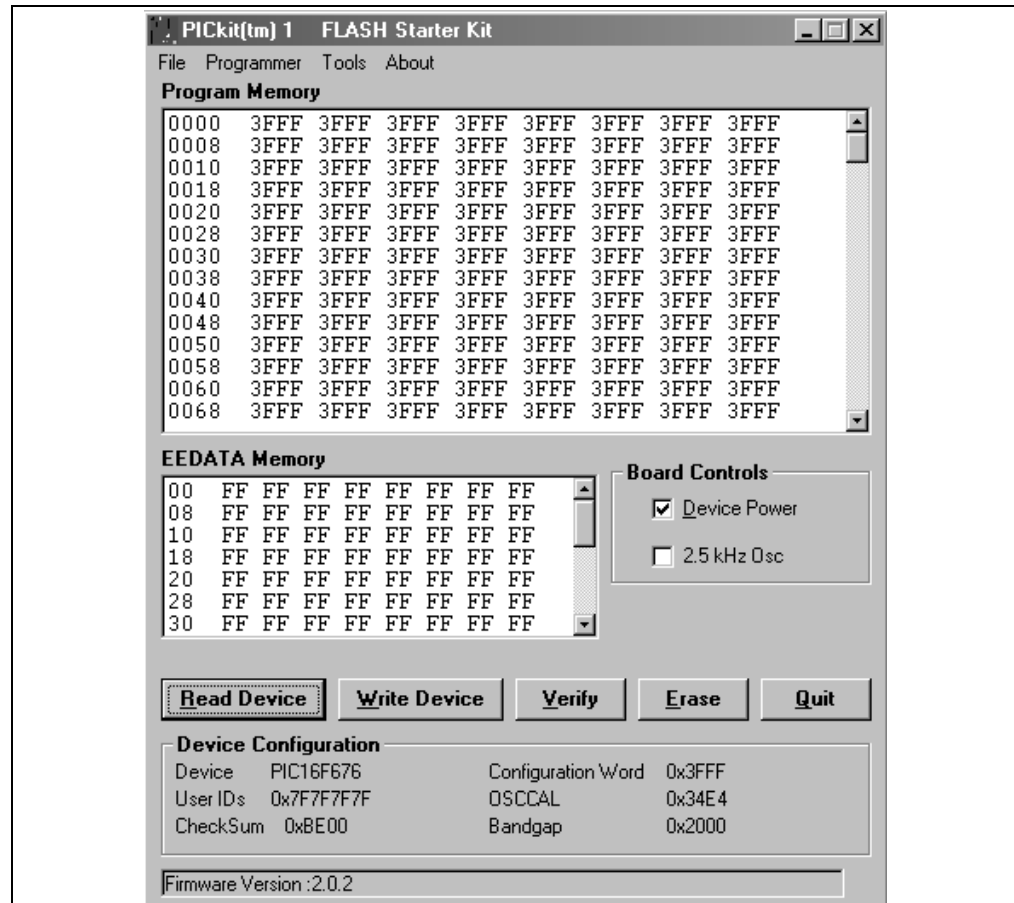 PICkit(tm) 1 FLASH Starter Kit
File Programmer Tools About
Program Memory
0000 3FFF 3FFF 3FFF 3FFF 3FFF 3FFF 3FFF 3FFF
0008 3FFF 3FFF 3FFF 3FFF 3FFF 3FFF 3FFF 3FFF
0010 3FFF 3FFF 3FFF 3FFF 3FFF 3FFF 3FFF 3FFF
0018 3FFF 3FFF 3FFF 3FFF 3FFF 3FFF 3FFF 3FFF
0020 3FFF 3FFF 3FFF 3FFF 3FFF 3FFF 3FFF 3FFF
0028 3FFF 3FFF 3FFF 3FFF 3FFF 3FFF 3FFF 3FFF
0030 3FFF 3FFF 3FFF 3FFF 3FFF 3FFF 3FFF 3FFF
0038 3FFF 3FFF 3FFF 3FFF 3FFF 3FFF 3FFF 3FFF
0040 3FFF 3FFF 3FFF 3FFF 3FFF 3FFF 3FFF 3FFF
0048 3FFF 3FFF 3FFF 3FFF 3FFF 3FFF 3FFF 3FFF
0050 3FFF 3FFF 3FFF 3FFF 3FFF 3FFF 3FFF 3FFF
0058 3FFF 3FFF 3FFF 3FFF 3FFF 3FFF 3FFF 3FFF
0060 3FFF 3FFF 3FFF 3FFF 3FFF 3FFF 3FFF 3FFF
0068 3FFF 3FFF 3FFF 3FFF 3FFF 3FFF 3FFF 3FFF
EEDATA Memory
00 FF FF FF FF FF FF FF FF
08 FF FF FF FF FF FF FF FF
10 FF FF FF FF FF FF FF FF
18 FF FF FF FF FF FF FF FF
20 FF FF FF FF FF FF FF FF
28 FF FF FF FF FF FF FF FF
30 FF FF FF FF FF FF FF FF
Board Controls
Device Power
2.5 kHz Osc
Read Device Write Device Verify Erase Quit
Device Configuration
Device PIC16F676 Configuration Word 0x3FFF
User IDs 0x7F7F7F7F OSCCAL 0x34E4
CheckSum 0xBE00 Bandgap 0x2000
Firmware Version :2.0.2